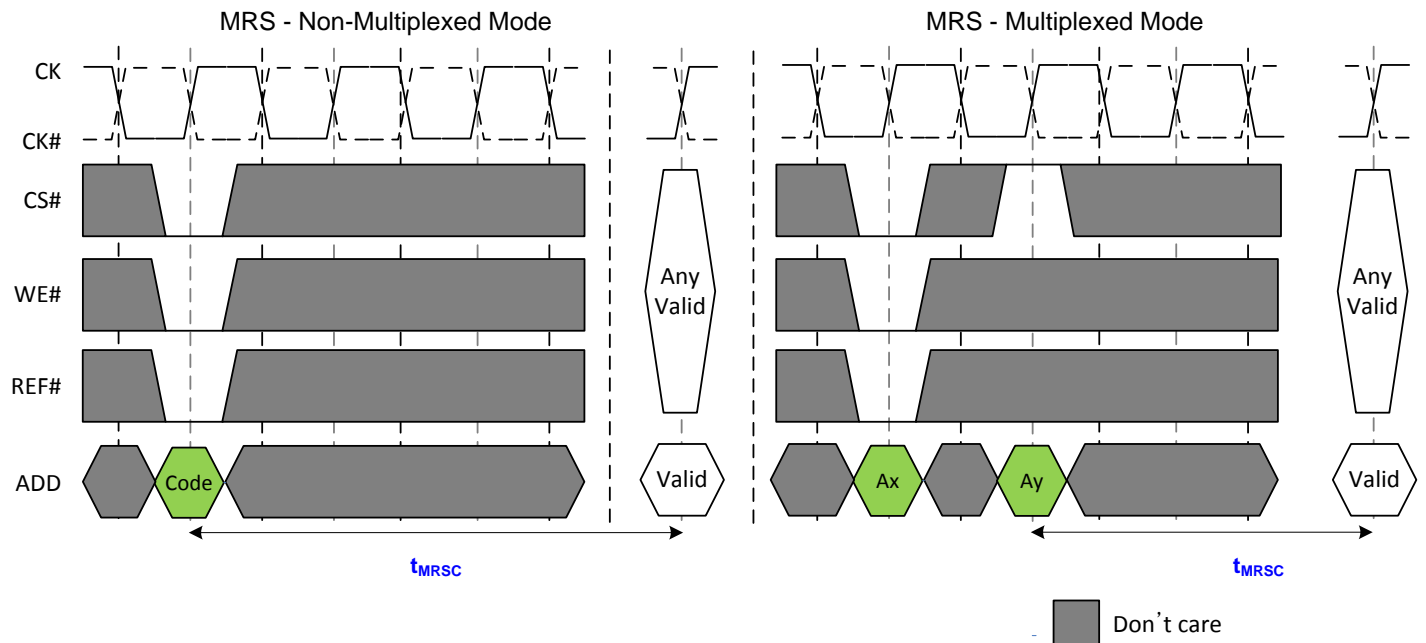 MRS - Non-Multiplexed Mode
MRS - Multiplexed Mode
CK
CK#
CS#
WE#
REF#
ADD
Any
Valid
Any
Valid
Code
Valid
Ax
Ay
Valid
tMRSC
tMRSC
Don't care